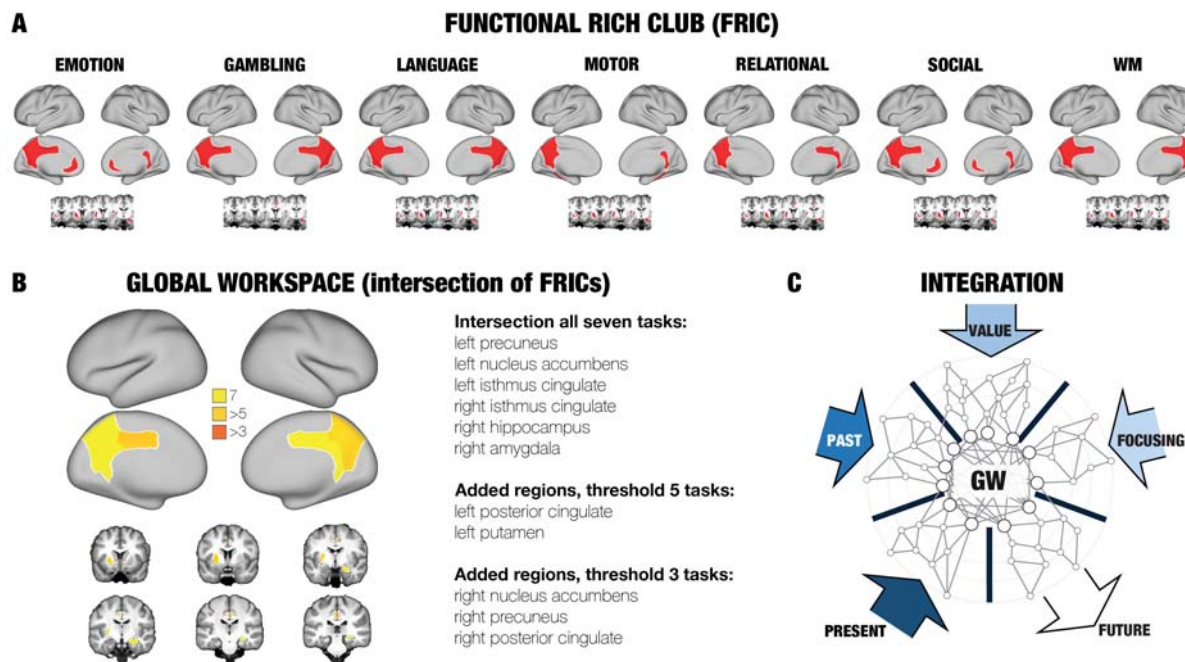 A
FUNCTIONAL RICH CLUB (FRIC)
EMOTION
GAMBLING
LANGUAGE
MOTOR
RELATIONAL
SOCIAL
WM
B
GLOBAL WORKSPACE (intersection of FRICs)
7
>5
>3
Intersection all seven tasks:
left precuneus
left nucleus accumbens
left isthmus cingulate
right isthmus cingulate
right hippocampus
right amygdala
Added regions, threshold 5 tasks:
left posterior cingulate
left putamen
Added regions, threshold 3 tasks:
right nucleus accumbens
right precuneus
right posterior cingulate
C
INTEGRATION
VALUE
PAST
FOCUSING
GW
PRESENT
FUTURE